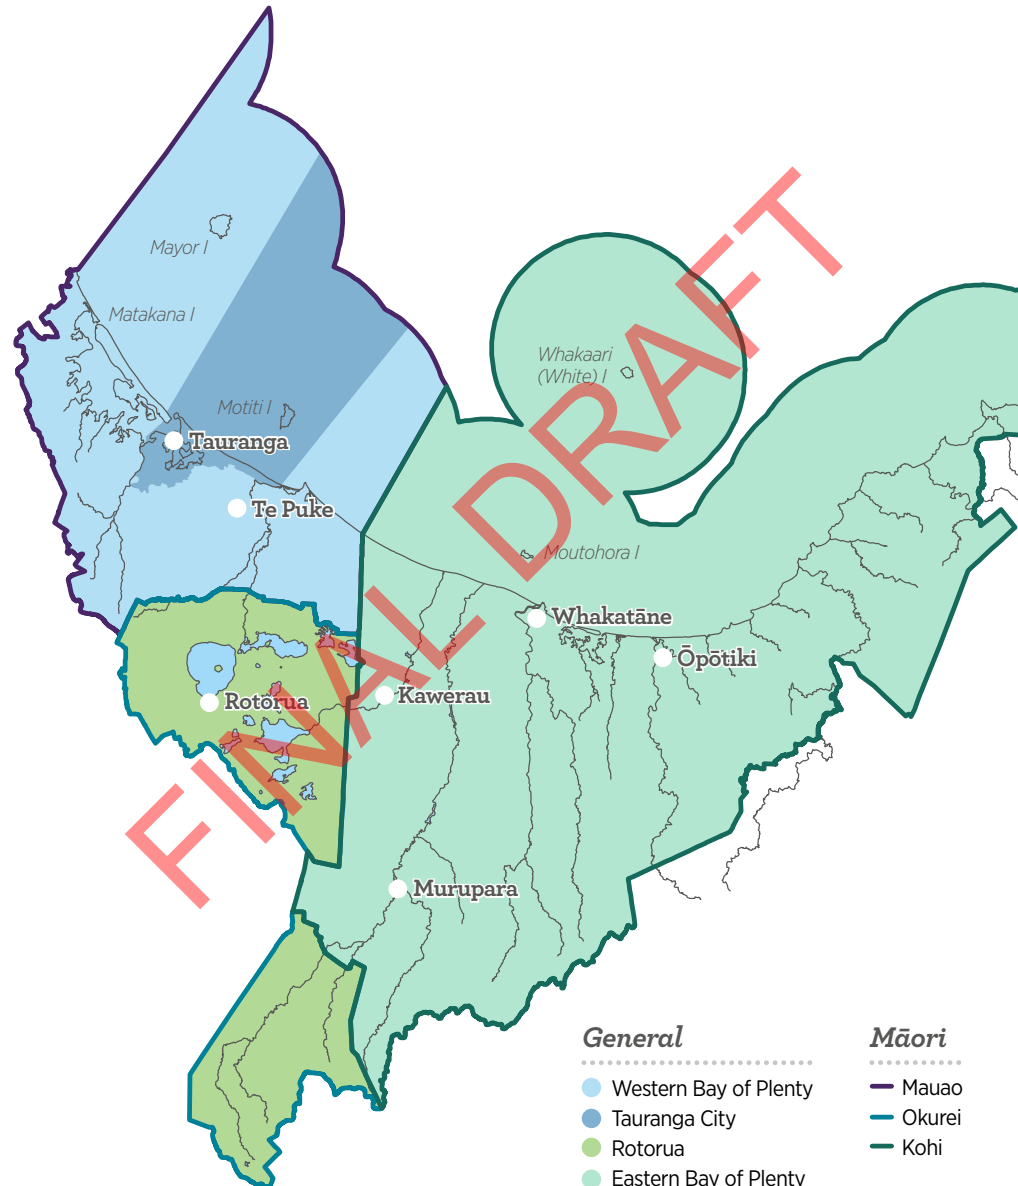 Mayor I
Matakana I
Whakaari
(White) I
Motiti I
Tauranga
Te Puke
Moutohora I
Whakatāne
Ōpōtiki
Kawerau
Rotorua
Murupara
FINAL DRAFT
General
Western Bay of Plenty
Tauranga City
Rotorua
Eastern Bay of Plenty
Māori
Mauao
Okurei
Kohi